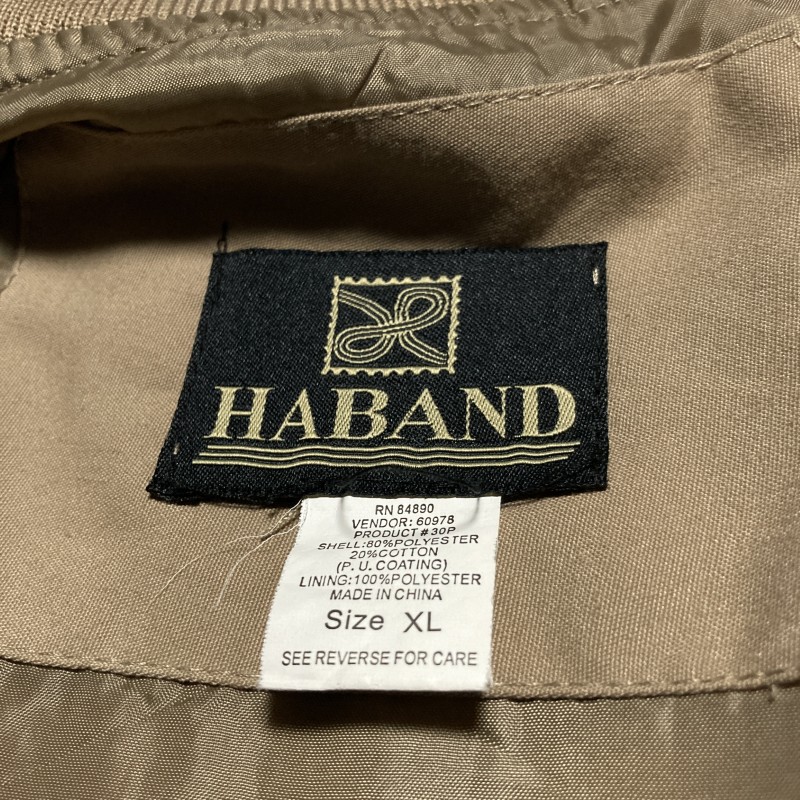 HABAND
RN 84890
VENDOR: 60978
PRODUCT # 30P
SHELL:80%POLYESTER
20%COTTON
(P. U. COATING)
LINING:100%POLYESTER
MADE IN CHINA
Size XL
SEE REVERSE FOR CARE